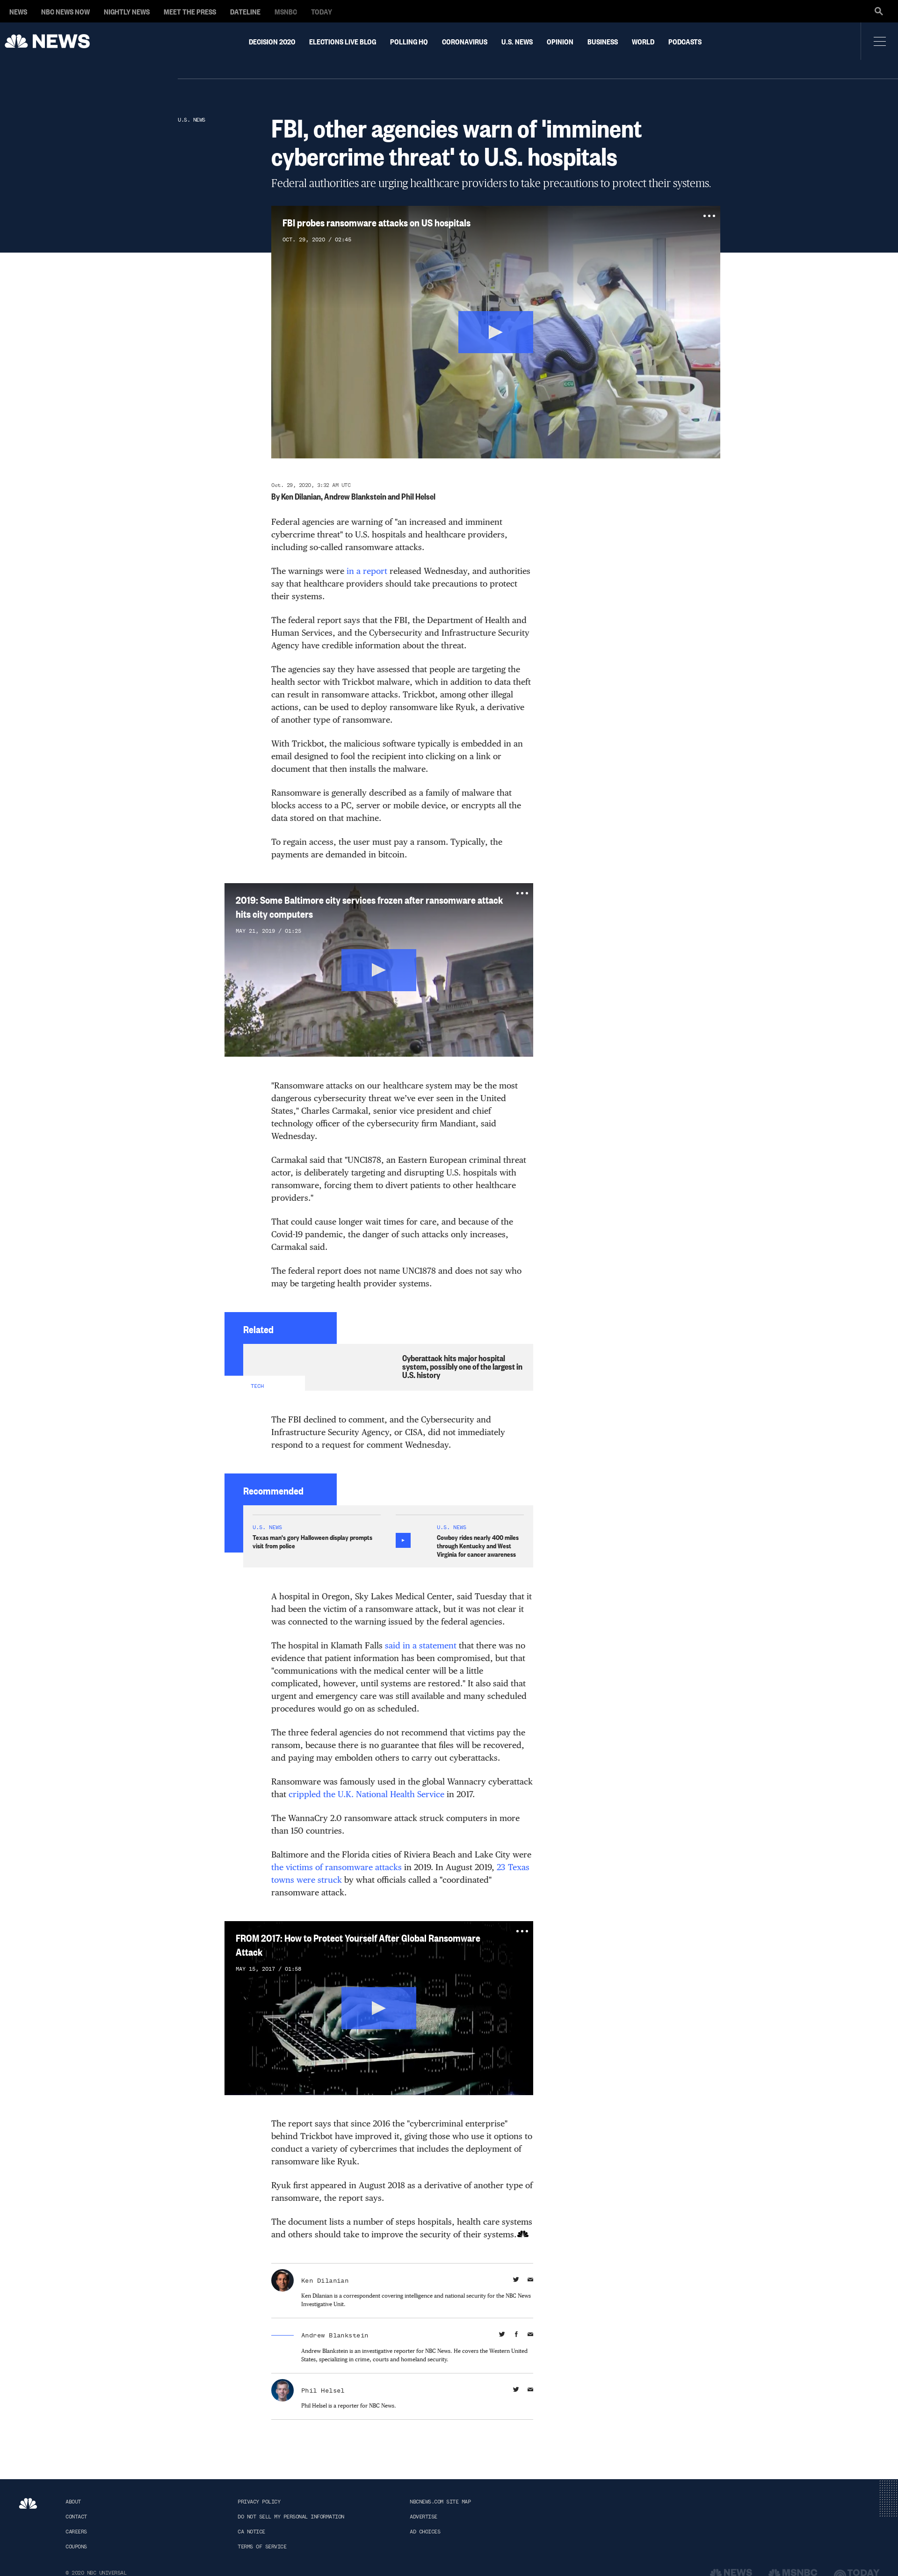 NEWS NBC NEWS NOW NIGHTLY NEWS MEET THE PRESS DATELINE MSNBC TODAY
NEWS
DECISION 2020 ELECTIONS LIVE BLOG POLLING HQ CORONAVIRUS U.S. NEWS OPINION BUSINESS WORLD PODCASTS
U.S. NEWS
FBI, other agencies warn of 'imminent
cybercrime threat' to U.S. hospitals
Federal authorities are urging healthcare providers to take precautions to protect their systems.
FBI probes ransomware attacks on US hospitals
OCT. 29, 2020 / 02:45
Oct. 29, 2020, 3:32 AM UTC
By Ken Dilanian, Andrew Blankstein and Phil Helsel
Federal agencies are warning of "an increased and imminent
cybercrime threat" to U.S. hospitals and healthcare providers,
including so-called ransomware attacks.
The warnings were in a report released Wednesday, and authorities
say that healthcare providers should take precautions to protect
their systems.
The federal report says that the FBI, the Department of Health and
Human Services, and the Cybersecurity and Infrastructure Security
Agency have credible information about the threat.
The agencies say they have assessed that people are targeting the
health sector with Trickbot malware, which in addition to data theft
can result in ransomware attacks. Trickbot, among other illegal
actions, can be used to deploy ransomware like Ryuk, a derivative
of another type of ransomware.
With Trickbot, the malicious software typically is embedded in an
email designed to fool the recipient into clicking on a link or
document that then installs the malware.
Ransomware is generally described as a family of malware that
blocks access to a PC, server or mobile device, or encrypts all the
data stored on that machine.
To regain access, the user must pay a ransom. Typically, the
payments are demanded in bitcoin.
2019: Some Baltimore city services frozen after ransomware attack
hits city computers
MAY 21, 2019 / 01:25
"Ransomware attacks on our healthcare system may be the most
dangerous cybersecurity threat we've ever seen in the United
States," Charles Carmakal, senior vice president and chief
technology officer of the cybersecurity firm Mandiant, said
Wednesday.
Carmakal said that "UNC1878, an Eastern European criminal threat
actor, is deliberately targeting and disrupting U.S. hospitals with
ransomware, forcing them to divert patients to other healthcare
providers."
That could cause longer wait times for care, and because of the
Covid-19 pandemic, the danger of such attacks only increases,
Carmakal said.
The federal report does not name UNC1878 and does not say who
may be targeting health provider systems.
Related
TECH
Cyberattack hits major hospital
system, possibly one of the largest in
U.S. history
The FBI declined to comment, and the Cybersecurity and
Infrastructure Security Agency, or CISA, did not immediately
respond to a request for comment Wednesday.
Recommended
U.S. NEWS
Texas man's gory Halloween display prompts
visit from police
U.S. NEWS
Cowboy rides nearly 400 miles
through Kentucky and West
Virginia for cancer awareness
A hospital in Oregon, Sky Lakes Medical Center, said Tuesday that it
had been the victim of a ransomware attack, but it was not clear it
was connected to the warning issued by the federal agencies.
The hospital in Klamath Falls said in a statement that there was no
evidence that patient information has been compromised, but that
"communications with the medical center will be a little
complicated, however, until systems are restored." It also said that
urgent and emergency care was still available and many scheduled
procedures would go on as scheduled.
The three federal agencies do not recommend that victims pay the
ransom, because there is no guarantee that files will be recovered,
and paying may embolden others to carry out cyberattacks.
Ransomware was famously used in the global Wannacry cyberattack
that crippled the U.K. National Health Service in 2017.
The WannaCry 2.0 ransomware attack struck computers in more
than 150 countries.
Baltimore and the Florida cities of Riviera Beach and Lake City were
the victims of ransomware attacks in 2019. In August 2019, 23 Texas
towns were struck by what officials called a "coordinated"
ransomware attack.
FROM 2017: How to Protect Yourself After Global Ransomware
Attack
MAY 15, 2017 / 01:58
The report says that since 2016 the "cybercriminal enterprise"
behind Trickbot have improved it, giving those who use it options to
conduct a variety of cybercrimes that includes the deployment of
ransomware like Ryuk.
Ryuk first appeared in August 2018 as a derivative of another type of
ransomware, the report says.
The document lists a number of steps hospitals, health care systems
and others should take to improve the security of their systems.
Ken Dilanian
Ken Dilanian is a correspondent covering intelligence and national security for the NBC News
Investigative Unit.
Andrew Blankstein
Andrew Blankstein is an investigative reporter for NBC News. He covers the Western United
States, specializing in crime, courts and homeland security.
Phil Helsel
Phil Helsel is a reporter for NBC News.
ABOUT
CONTACT
CAREERS
COUPONS
PRIVACY POLICY
DO NOT SELL MY PERSONAL INFORMATION
CA NOTICE
TERMS OF SERVICE
NBCNEWS.COM SITE MAP
ADVERTISE
AD CHOICES
© 2020 NBC UNIVERSAL
NEWS MSNBC TODAY